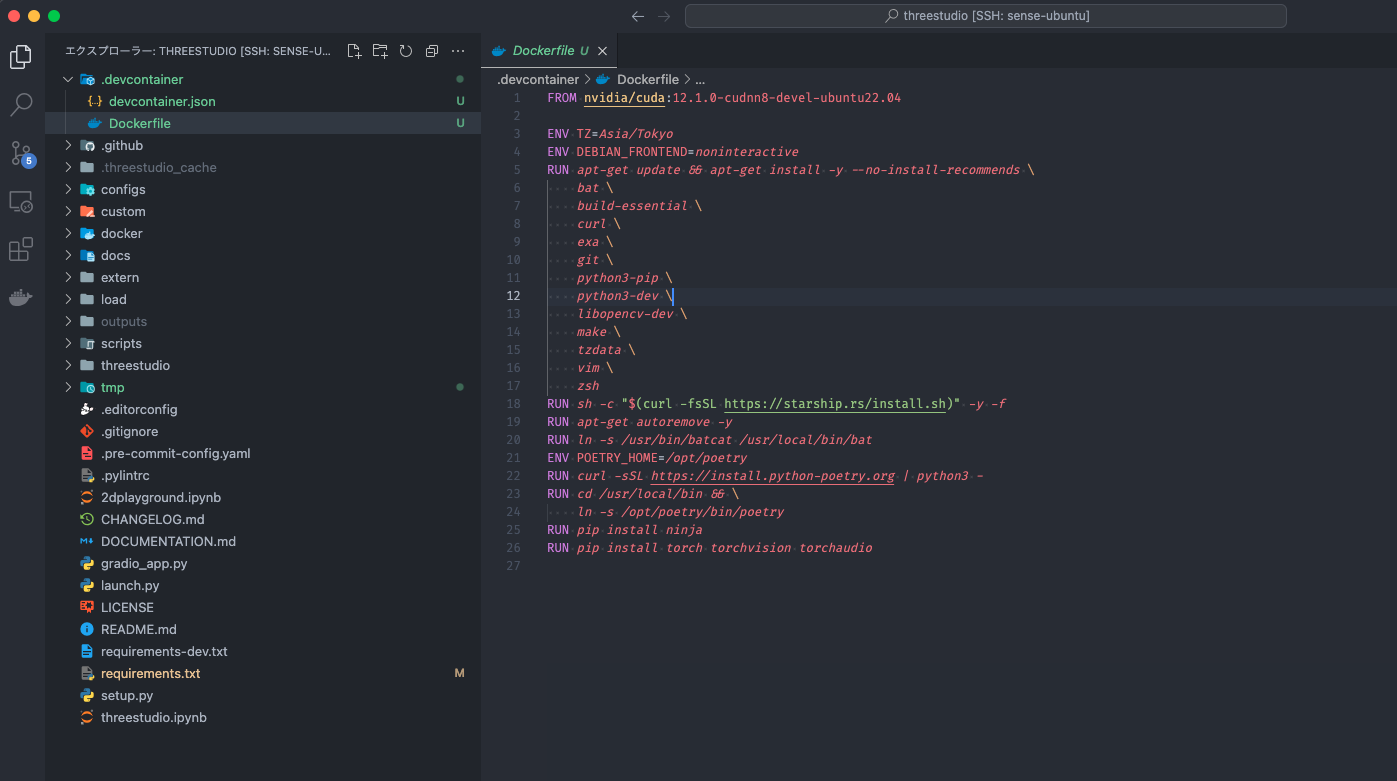 threestudio [SSH: sense-ubuntu]
エクスプローラー: THREESTUDIO [SSH: SENSE-U...
.devcontainer
{..} devcontainer.json U
Dockerfile U
.github
.threestudio_cache
configs
custom
docker
docs
extern
load
outputs
scripts
threestudio
tmp
.editorconfig
.gitignore
.pre-commit-config.yaml
.pylintrc
2dplayground.ipynb
CHANGELOG.md
DOCUMENTATION.md
gradio_app.py
launch.py
LICENSE
README.md
requirements-dev.txt
requirements.txt M
setup.py
threestudio.ipynb
5
Dockerfile U
.devcontainer > Dockerfile > ...
1 FROM nvidia/cuda:12.1.0-cudnn8-devel-ubuntu22.04
2
3 ENV TZ=Asia/Tokyo
4 ENV DEBIAN_FRONTEND=noninteractive
5 RUN apt-get update && apt-get install -y --no-install-recommends \
6 bat \
7 build-essential \
8 curl \
9 exa \
10 git \
11 python3-pip \
12 python3-dev \
13 libopencv-dev \
14 make \
15 tzdata \
16 vim \
17 zsh
18 RUN sh -c "$(curl -fsSL https://starship.rs/install.sh)" -y -f
19 RUN apt-get autoremove -y
20 RUN ln -s /usr/bin/batcat /usr/local/bin/bat
21 ENV POETRY_HOME=/opt/poetry
22 RUN curl -sSL https://install.python-poetry.org | python3 -
23 RUN cd /usr/local/bin && \
24 ln -s /opt/poetry/bin/poetry
25 RUN pip install ninja
26 RUN pip install torch torchvision torchaudio
27